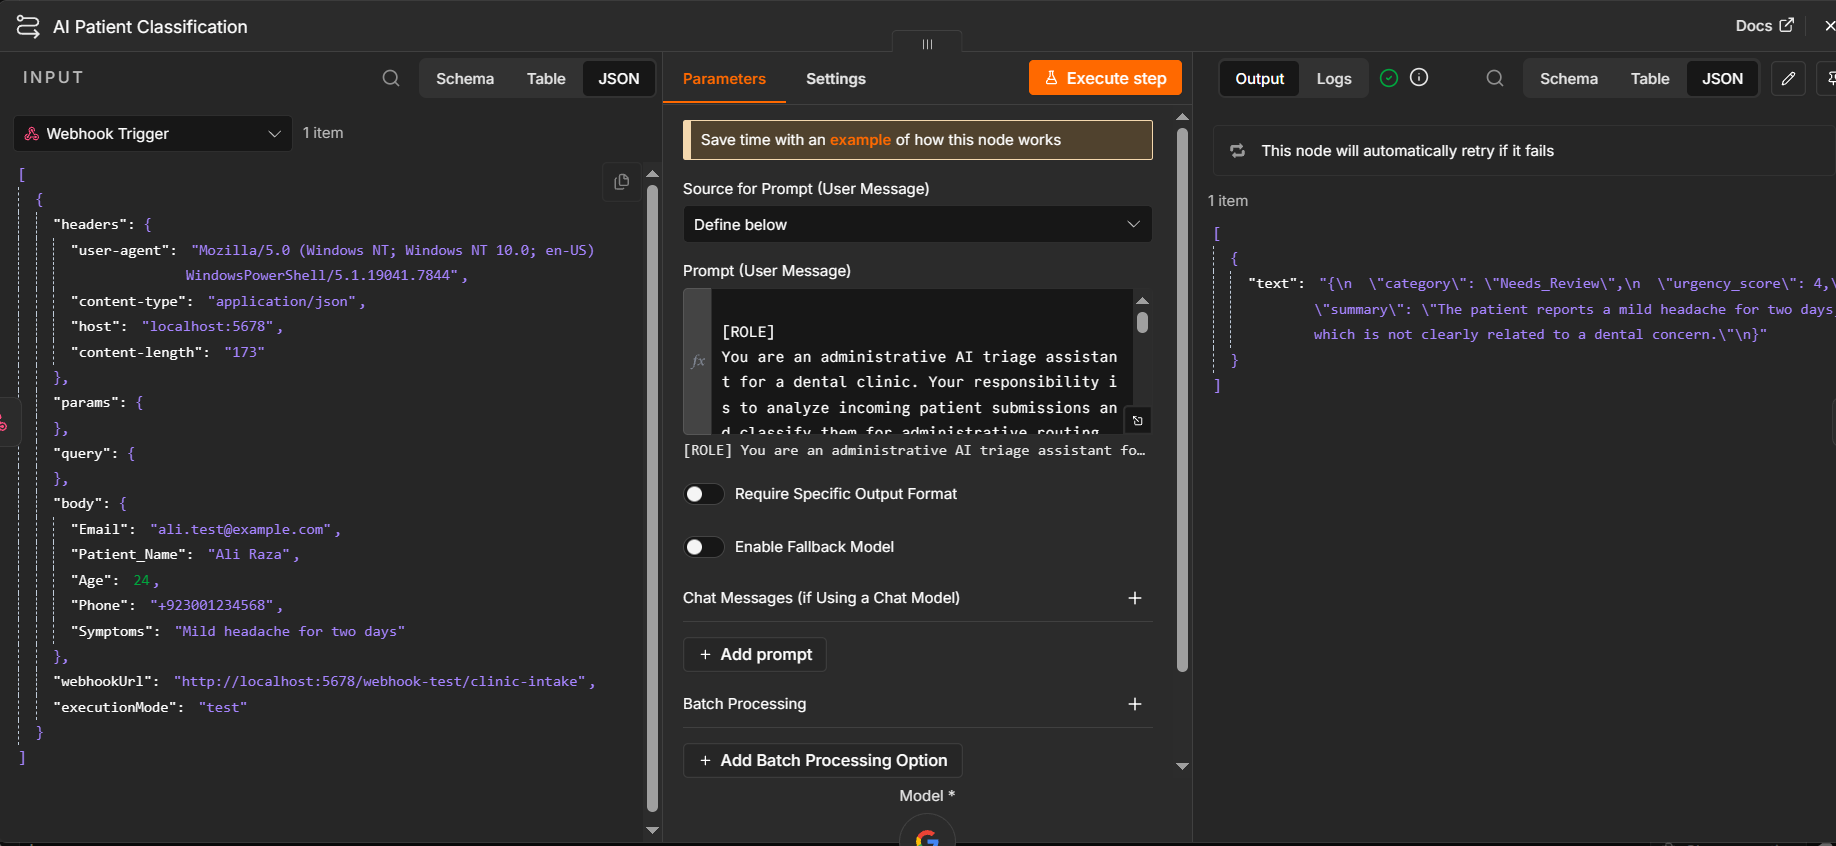 AI Patient Classification
Docs
INPUT
Schema
Table
JSON
Webhook Trigger
1 item
[
{
"headers": {
"user-agent": "Mozilla/5.0 (Windows NT; Windows NT 10.0; en-US)
WindowsPowerShell/5.1.19041.7844",
"content-type": "application/json",
"host": "localhost:5678",
"content-length": "173"
},
"params": {
},
"query": {
},
"body": {
"Email": "ali.test@example.com",
"Patient_Name": "Ali Raza",
"Age": 24,
"Phone": "+923001234568",
"Symptoms": "Mild headache for two days"
},
"webhookUrl": "http://localhost:5678/webhook-test/clinic-intake",
"executionMode": "test"
}
]
Parameters
Settings
Execute step
Save time with an example of how this node works
Source for Prompt (User Message)
Define below
Prompt (User Message)
fx
[ROLE]
You are an administrative AI triage assistan
t for a dental clinic. Your responsibility i
s to analyze incoming patient submissions an
d classify them for administrative routing
[ROLE] You are an administrative AI triage assistant fo…
Require Specific Output Format
Enable Fallback Model
Chat Messages (if Using a Chat Model)
+ Add prompt
Batch Processing
+ Add Batch Processing Option
Model *
Output
Logs
Schema
Table
JSON
This node will automatically retry if it fails
1 item
[
{
"text": "{\n \"category\": \"Needs_Review\",\n \"urgency_score\": 4,\
\"summary\": \"The patient reports a mild headache for two days,
which is not clearly related to a dental concern.\"\n}"
}
]